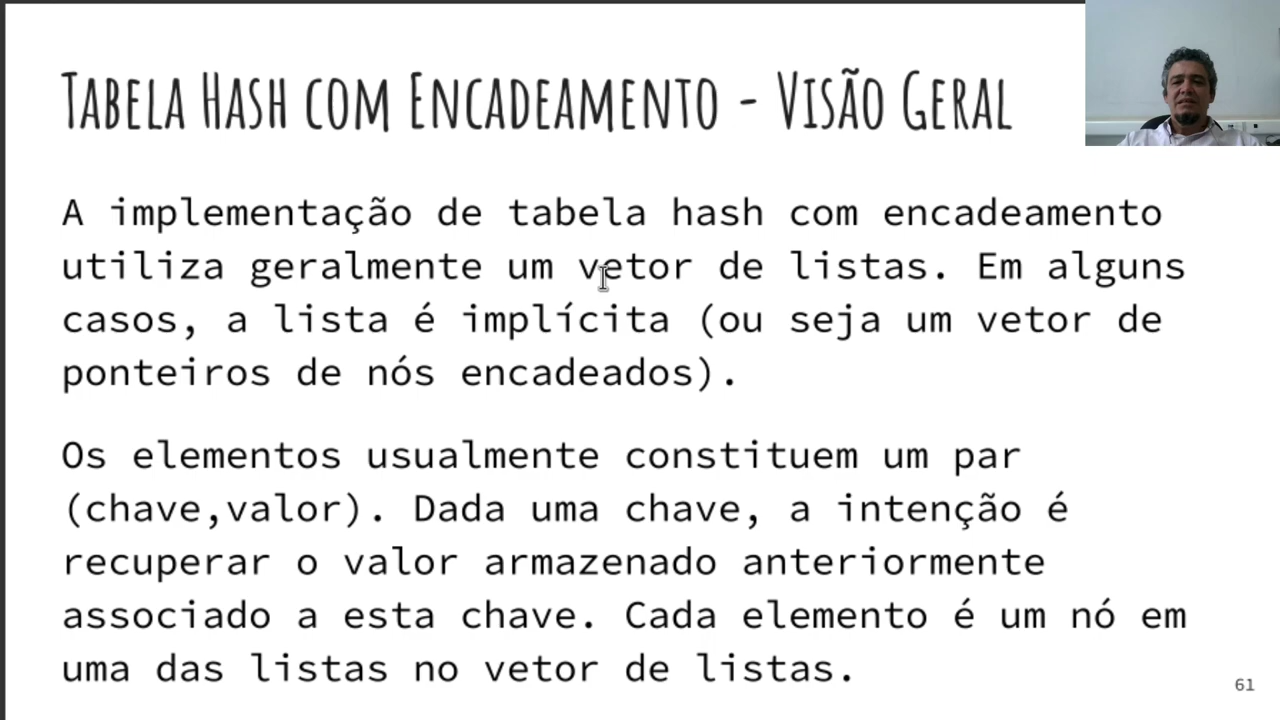 Tabela Hash com Encadeamento - Visão Geral
A implementação de tabela hash com encadeamento
utiliza geralmente um vetor de listas. Em alguns
casos, a lista é implícita (ou seja um vetor de
ponteiros de nós encadeados).
Os elementos usualmente constituem um par
(chave,valor). Dada uma chave, a intenção é
recuperar o valor armazenado anteriormente
associado a esta chave. Cada elemento é um nó em
uma das listas no vetor de listas.
61